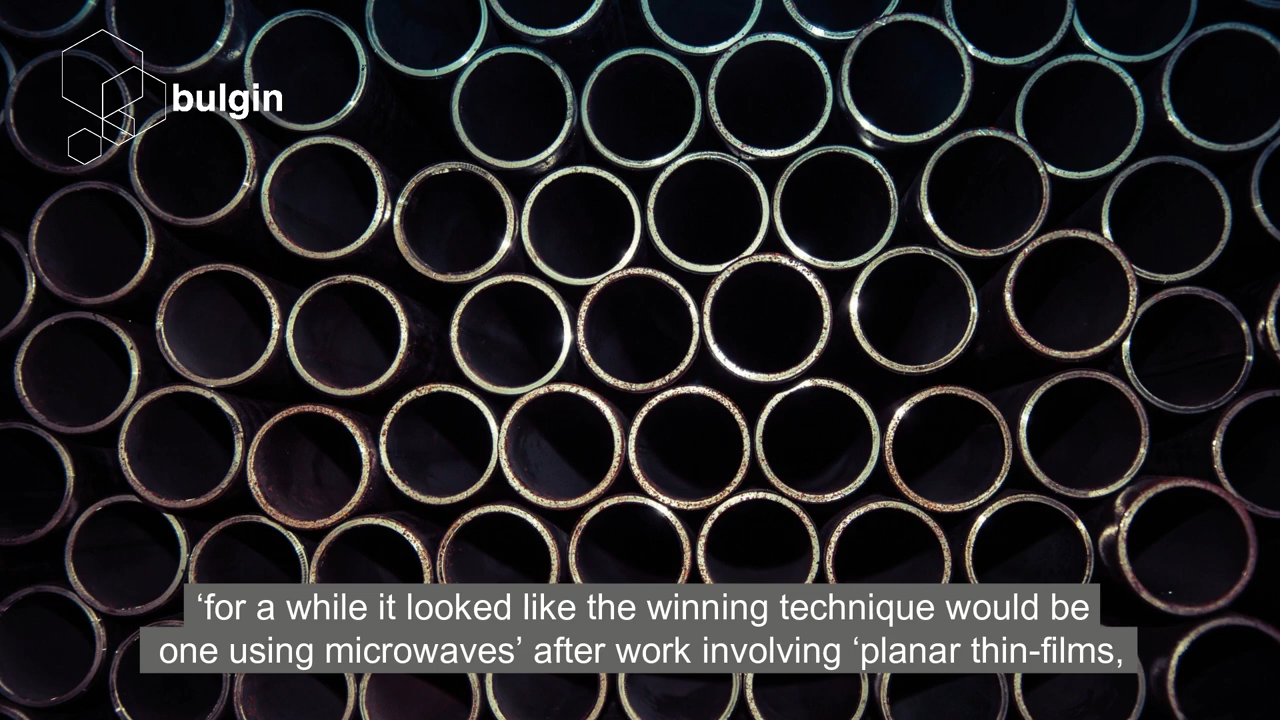 bulgin
‘for a while it looked like the winning technique would be
one using microwaves’ after work involving ‘planar thin-films,